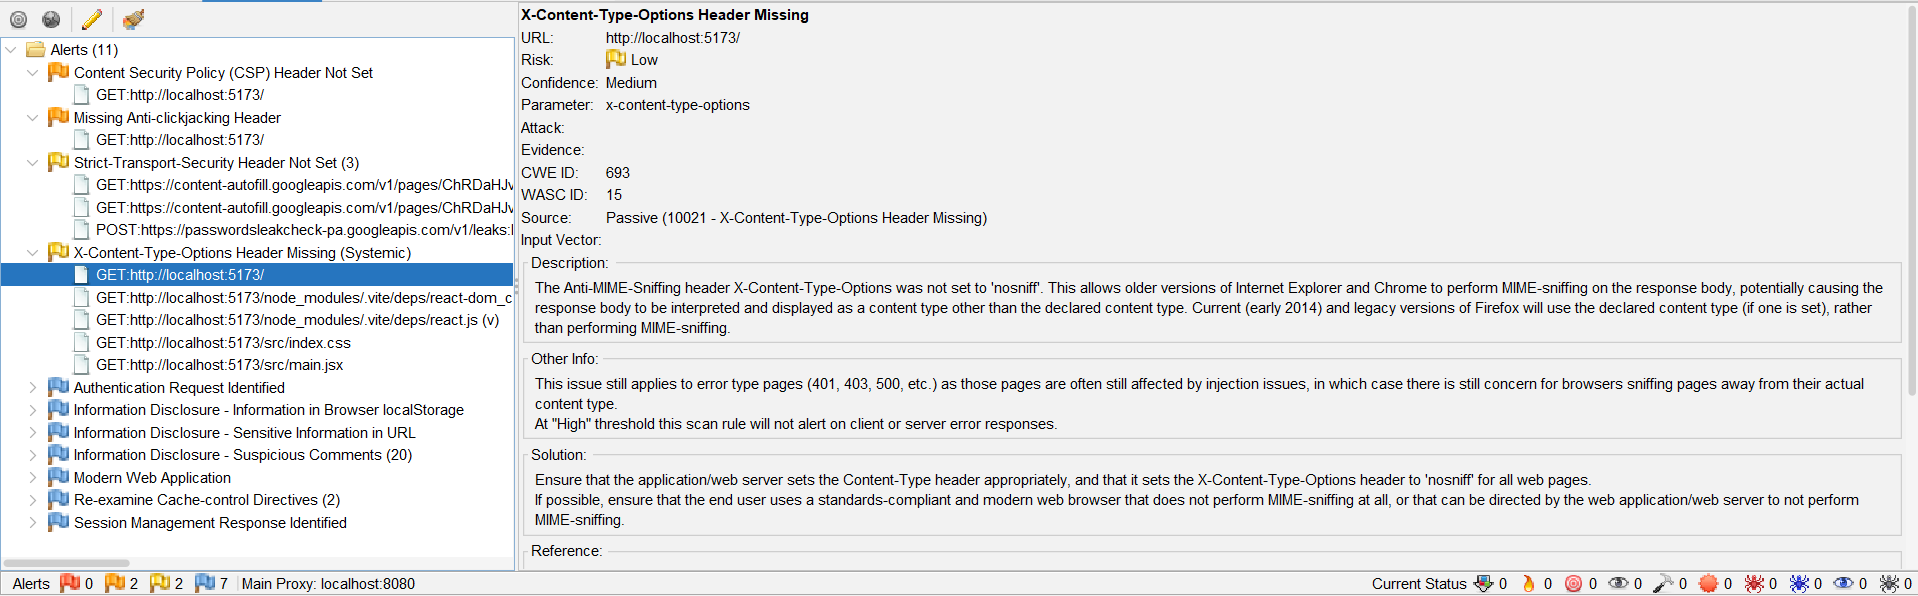 Alerts (11)
Content Security Policy (CSP) Header Not Set
GET:http://localhost:5173/
Missing Anti-clickjacking Header
GET:http://localhost:5173/
Strict-Transport-Security Header Not Set (3)
GET:https://content-autofill.googleapis.com/v1/pages/ChRDaHJv
GET:https://content-autofill.googleapis.com/v1/pages/ChRDaHJv
POST:https://passwordsleakcheck-pa.googleapis.com/v1/leaks:l
X-Content-Type-Options Header Missing (Systemic)
GET:http://localhost:5173/
GET:http://localhost:5173/node_modules/.vite/deps/react-dom_c
GET:http://localhost:5173/node_modules/.vite/deps/react.js (v)
GET:http://localhost:5173/src/index.css
GET:http://localhost:5173/src/main.jsx
Authentication Request Identified
Information Disclosure - Information in Browser localStorage
Information Disclosure - Sensitive Information in URL
Information Disclosure - Suspicious Comments (20)
Modern Web Application
Re-examine Cache-control Directives (2)
Session Management Response Identified
X-Content-Type-Options Header Missing
URL: http://localhost:5173/
Risk: Low
Confidence: Medium
Parameter: x-content-type-options
Attack:
Evidence:
CWE ID: 693
WASC ID: 15
Source: Passive (10021 - X-Content-Type-Options Header Missing)
Input Vector:
Description:
The Anti-MIME-Sniffing header X-Content-Type-Options was not set to 'nosniff'. This allows older versions of Internet Explorer and Chrome to perform MIME-sniffing on the response body, potentially causing the
response body to be interpreted and displayed as a content type other than the declared content type. Current (early 2014) and legacy versions of Firefox will use the declared content type (if one is set), rather
than performing MIME-sniffing.
Other Info:
This issue still applies to error type pages (401, 403, 500, etc.) as those pages are often still affected by injection issues, in which case there is still concern for browsers sniffing pages away from their actual
content type.
At "High" threshold this scan rule will not alert on client or server error responses.
Solution:
Ensure that the application/web server sets the Content-Type header appropriately, and that it sets the X-Content-Type-Options header to 'nosniff' for all web pages.
If possible, ensure that the end user uses a standards-compliant and modern web browser that does not perform MIME-sniffing at all, or that can be directed by the web application/web server to not perform
MIME-sniffing.
Reference:
Alerts 0 2 2 7 Main Proxy: localhost:8080 Current Status 0 0 0 0 0 0 0 0 0 0